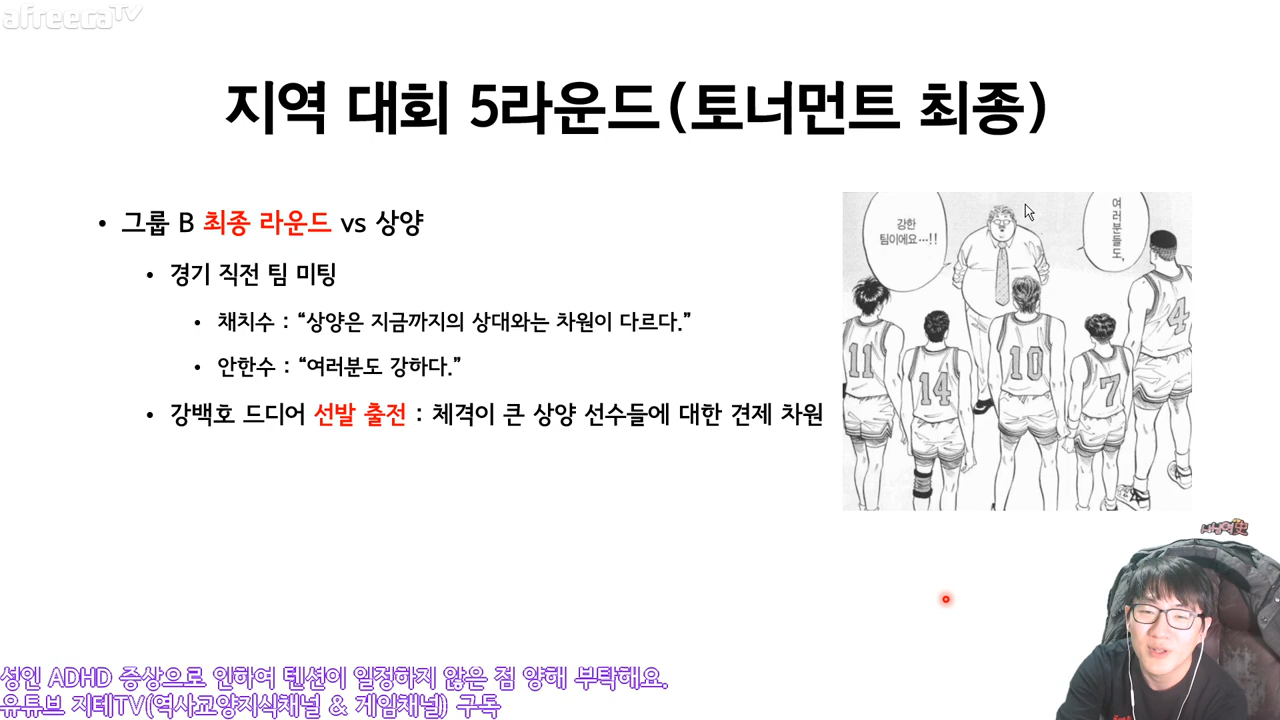 afreecaTV
지역 대회 5라운드(토너먼트 최종)
• 그룹 B 최종 라운드 vs 상양
• 경기 직전 팀 미팅
• 채치수 : “상양은 지금까지의 상대와는 차원이 다르다.”
• 안한수 : “여러분도 강하다.”
• 강백호 드디어 선발 출전 : 체격이 큰 상양 선수들에 대한 견제 차원
여러분들도,
강한
팀이에요…!!
4
11
14
10
7
성인 ADHD 증상으로 인하여 텐션이 일정하지 않은 점 양해 부탁해요.
유튜브 지테TV(역사교양지식채널 & 게임채널) 구독